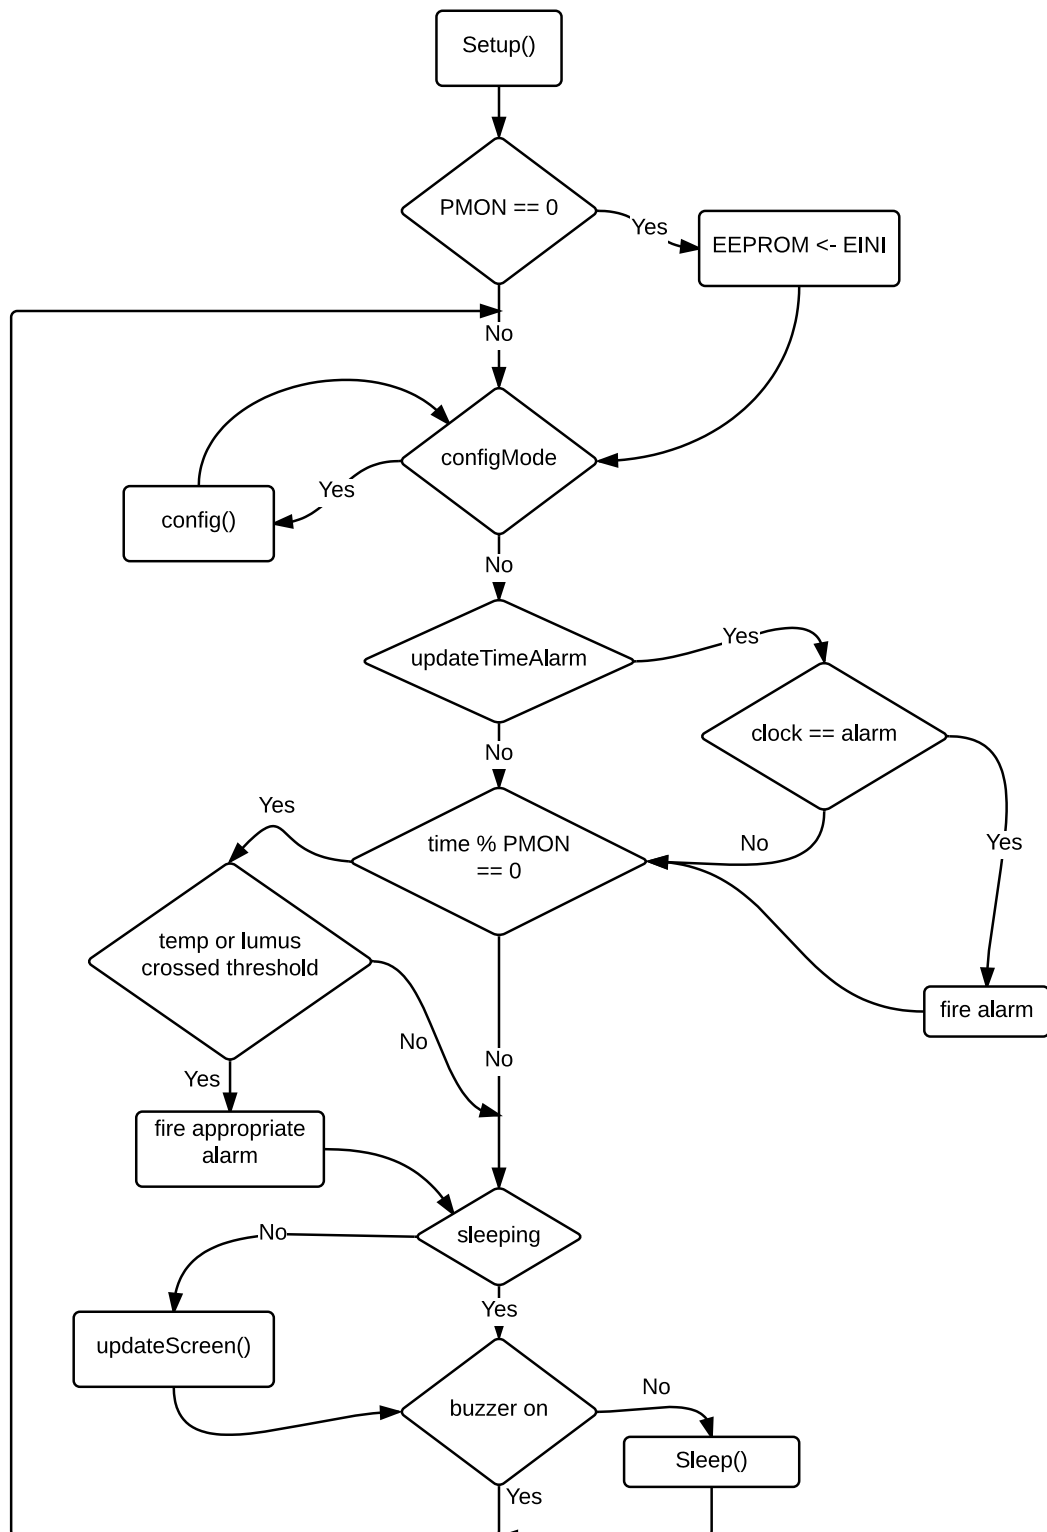 Setup()
PMON == 0
Yes
EEPROM <- EINI
No
configMode
Yes
config()
No
updateTimeAlarm
Yes
clock == alarm
No
Yes
time % PMON
== 0
No
Yes
temp or lumus
crossed threshold
fire alarm
No
No
Yes
fire appropriate
alarm
sleeping
No
Yes
updateScreen()
buzzer on
No
Sleep()
Yes